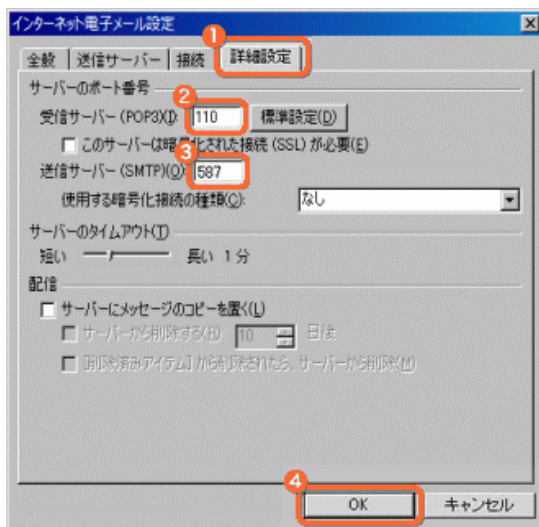 インターネット電子メール設定
1
全般 送信サーバー 接続 詳細設定
サーバーのポート番号
2
受信サーバー (POP3)(I): 110 標準設定(D)
このサーバーは暗号化された接続 (SSL) が必要(E)
3
送信サーバー (SMTP)(O): 587
使用する暗号化接続の種類(C): なし
サーバーのタイムアウト(T)
短い 長い 1 分
配信
サーバーにメッセージのコピーを置く(L)
サーバーから削除する(R) 10 日後
[削除済みアイテム] から削除されたら、サーバーから削除(M)
4
OK キャンセル